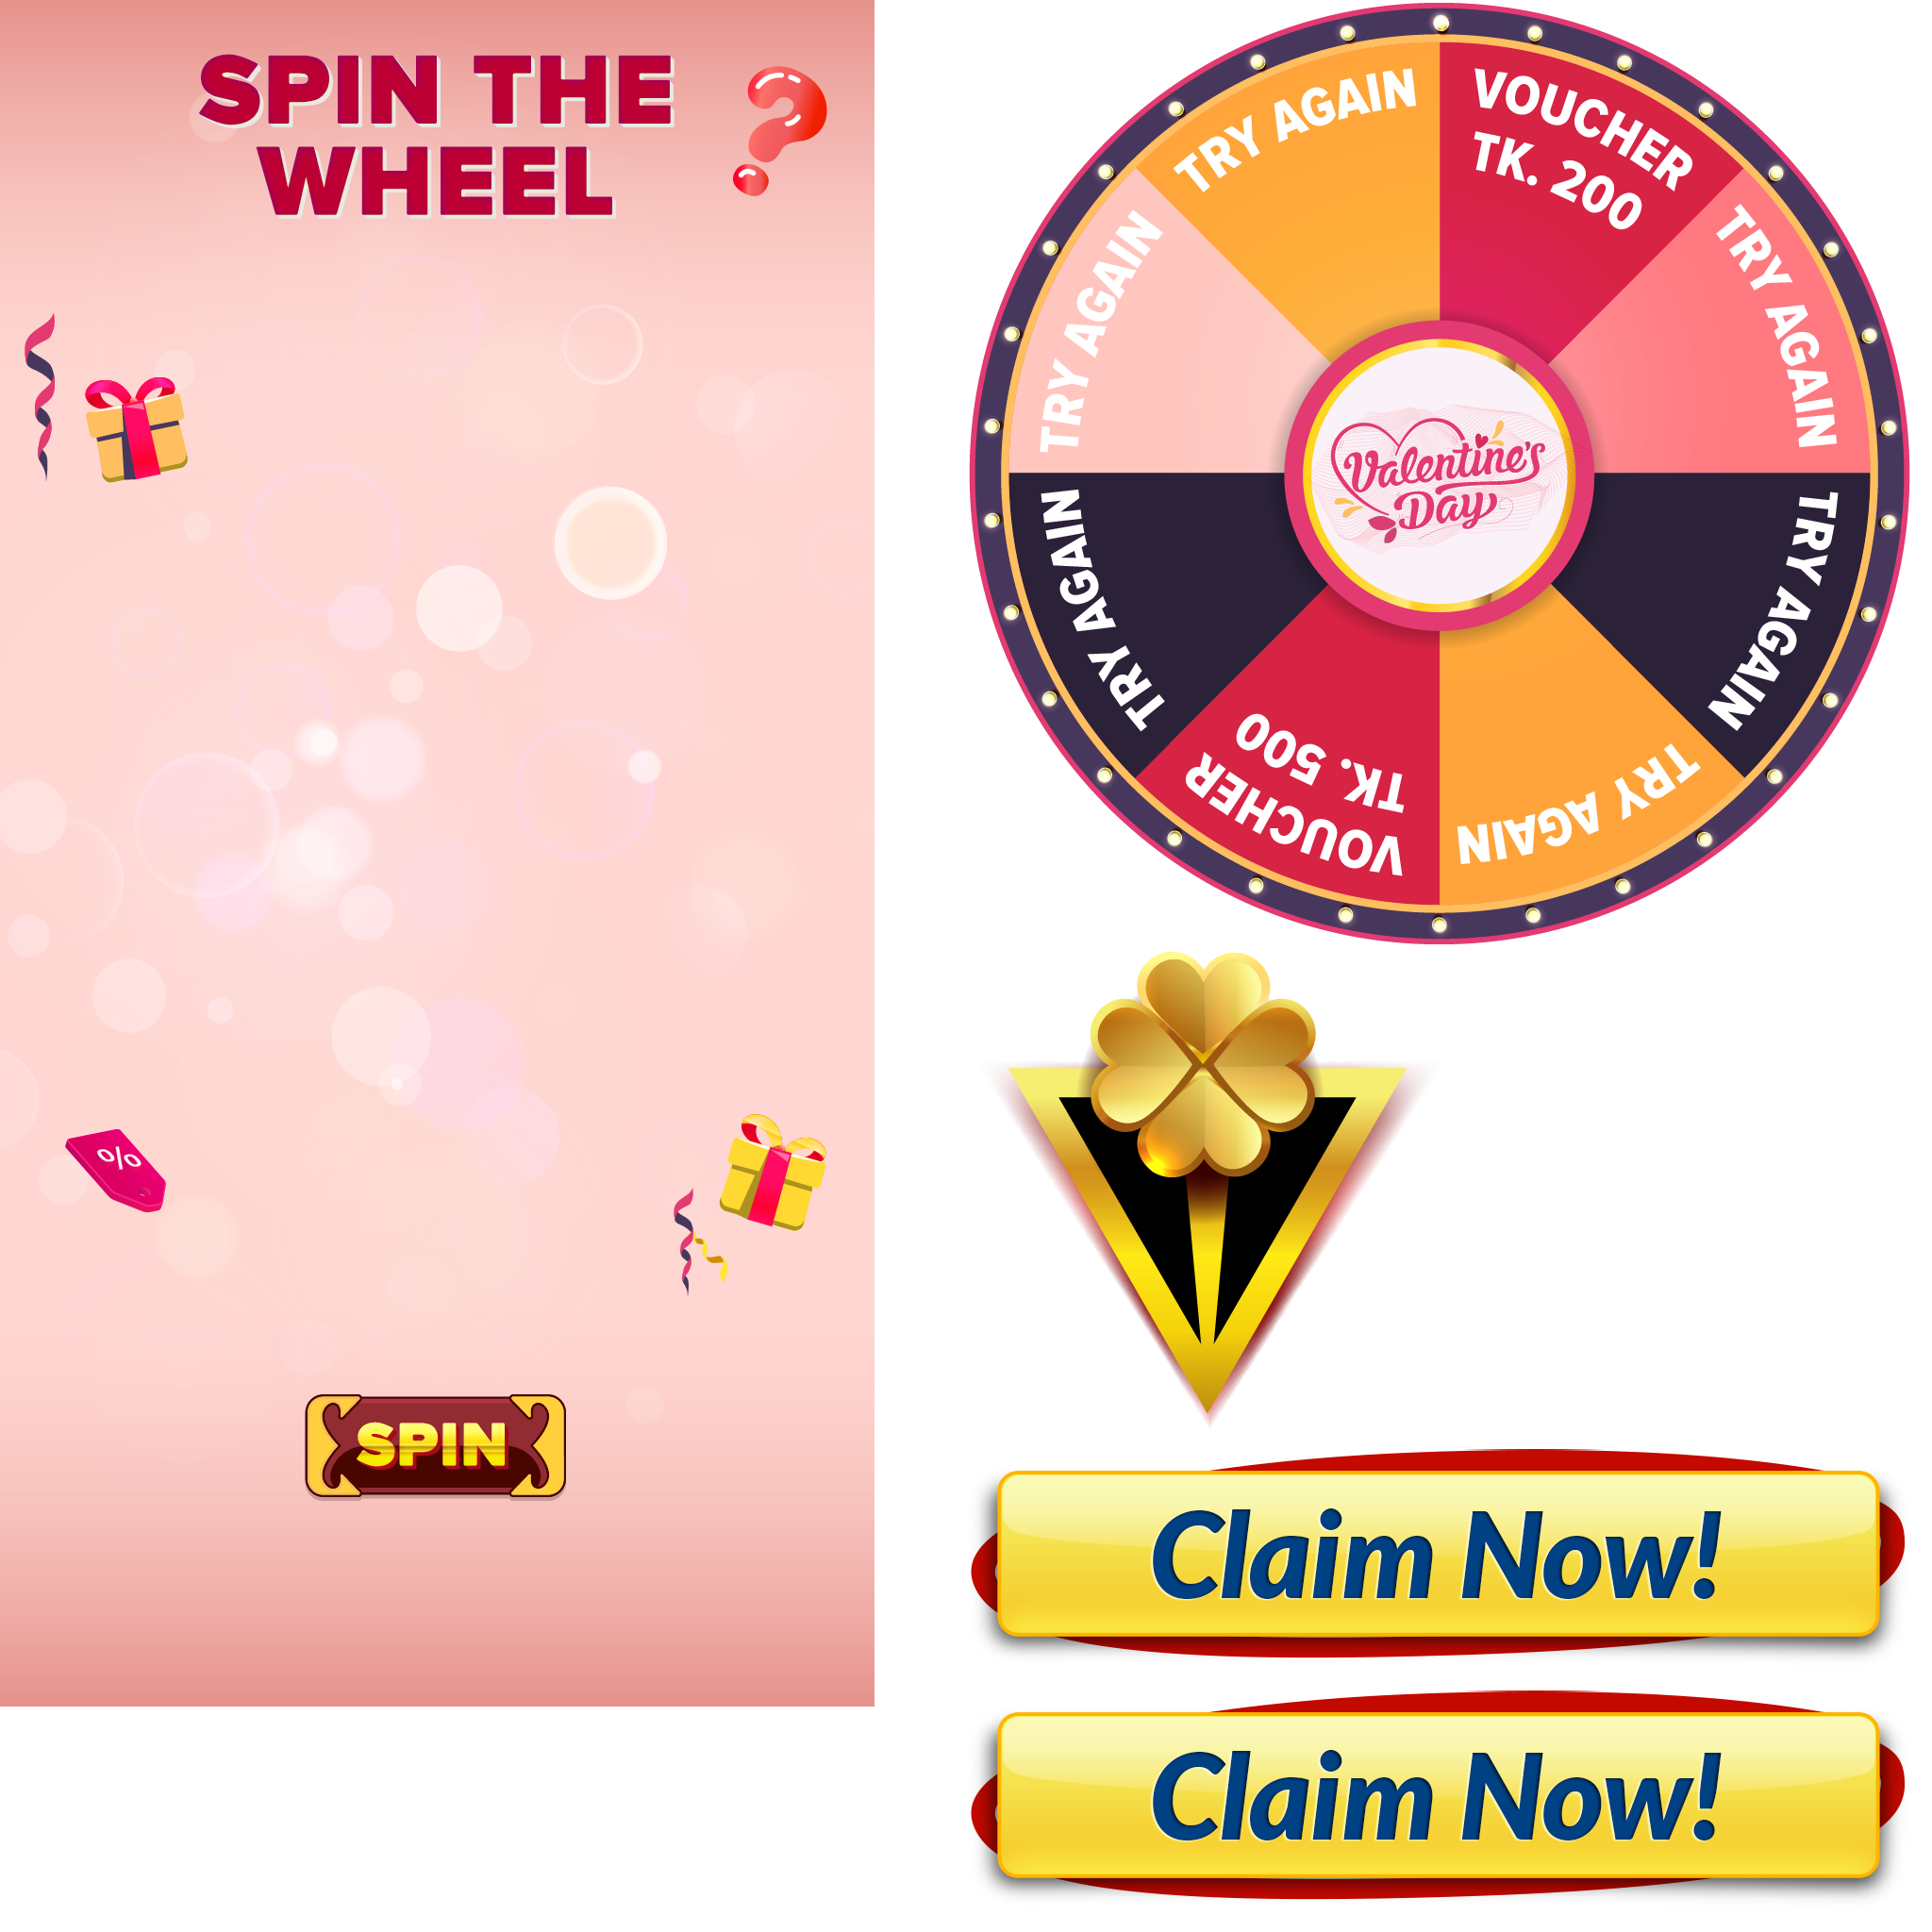 SPIN THE
WHEEL
%
SPIN
TRY AGAIN
VOUCHER
TK. 200
TRY AGAIN
TRY AGAIN
TRY AGAIN
VOUCHER
TK. 500
TRY AGAIN
TRY AGAIN
Valentine's
Day
Claim Now!
Claim Now!